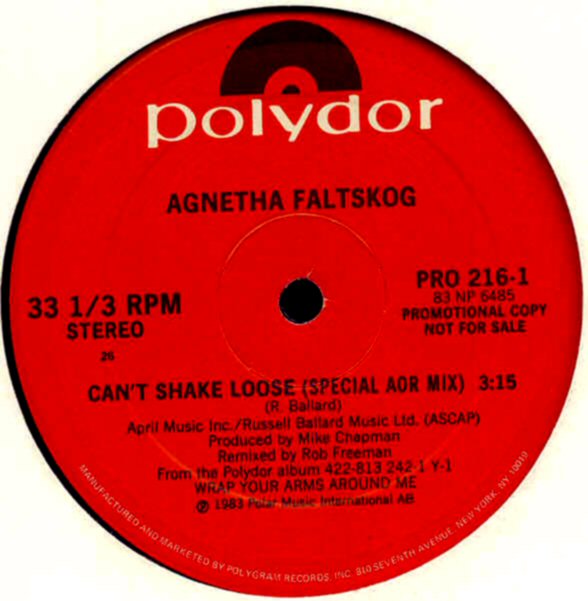 polydor
AGNETHA FALTSKOG
33 1/3 RPM
STEREO
26
PRO 216-1
83 NP 6485
PROMOTIONAL COPY
NOT FOR SALE
CAN'T SHAKE LOOSE (SPECIAL AOR MIX) 3:15
(R. Ballard)
April Music Inc./Russell Ballard Music Ltd. (ASCAP)
Produced by Mike Chapman
Remixed by Rob Freeman
From the Polydor album 422-813 242-1 Y-1
WRAP YOUR ARMS AROUND ME
℗ 1983 Polar Music International AB
MANUFACTURED AND MARKETED BY POLYGRAM RECORDS, INC. 810 SEVENTH AVENUE, NEW YORK, NY 10019